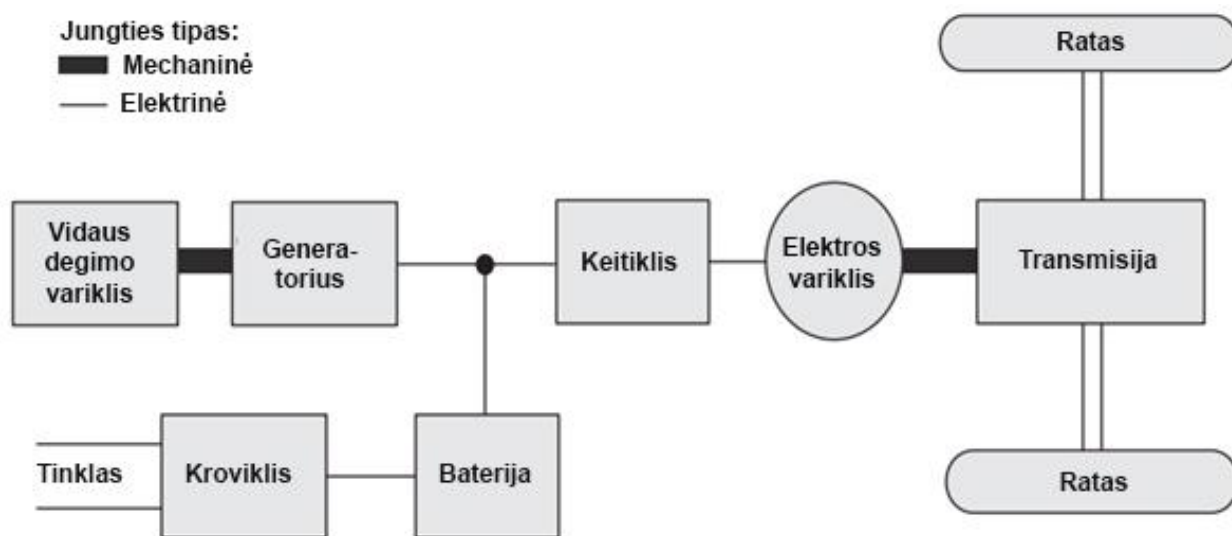 Jungties tipas:
Mechaninė
Elektrinė
Ratas
Vidaus
degimo
variklis
Genera-
torius
Keitiklis
Elektros
variklis
Transmisija
Tinklas
Kroviklis
Baterija
Ratas